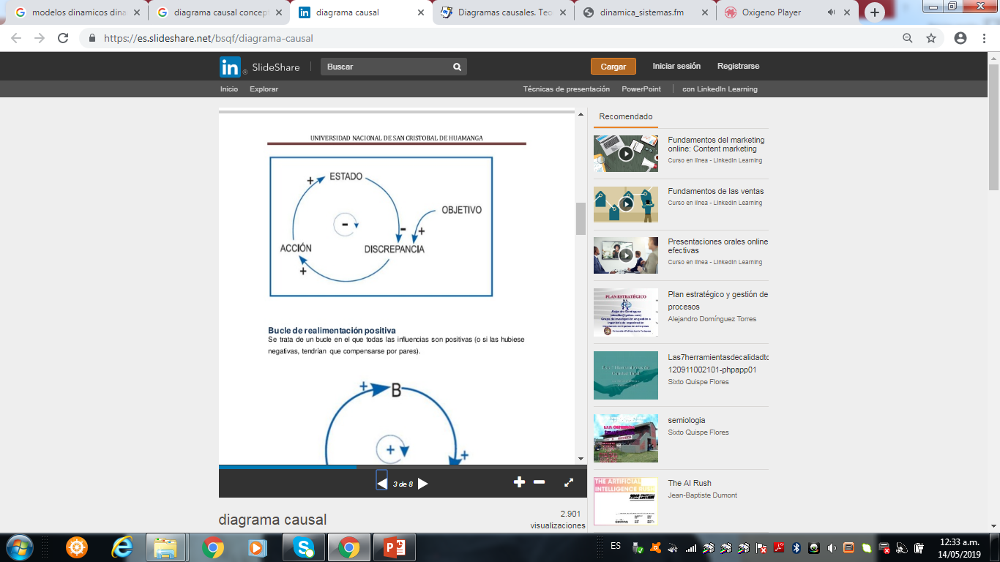 modelos dinamicos dina
diagrama causal concept
diagrama causal
Diagramas causales. Teo
dinamica_sistemas.fm
Oxigeno Player
https://es.slideshare.net/bsqf/diagrama-causal
in SlideShare
Buscar
Cargar
Iniciar sesión
Registrarse
Inicio
Explorar
Técnicas de presentación
PowerPoint
con LinkedIn Learning
UNIVERSIDAD NACIONAL DE SAN CRISTOBAL DE HUAMANGA
+
ESTADO
-
OBJETIVO
- +
ACCIÓN
DISCREPANCIA
+
Bucle de realimentación positiva
Se trata de un bucle en el que todas las influencias son positivas (o si las hubiese
negativas, tendrían que compensarse por pares).
+ B
+
+
3 de 8
diagrama causal
2.901
visualizaciones
Recomendado
Fundamentos del marketing
online: Content marketing
Curso en línea - LinkedIn Learning
Fundamentos de las ventas
Curso en línea - LinkedIn Learning
Presentaciones orales online
efectivas
Curso en línea - LinkedIn Learning
PLAN ESTRATÉGICO
Plan estratégico y gestión de
procesos
Alejandro Domínguez Torres
Las7herramientasdecalidadto
120911002101-phpapp01
Sixto Quispe Flores
semiologia
Sixto Quispe Flores
THE ARTIFICIAL
INTELLIGENCE RUSH
The AI Rush
Jean-Baptiste Dumont
ES
12:33 a.m.
14/05/2019